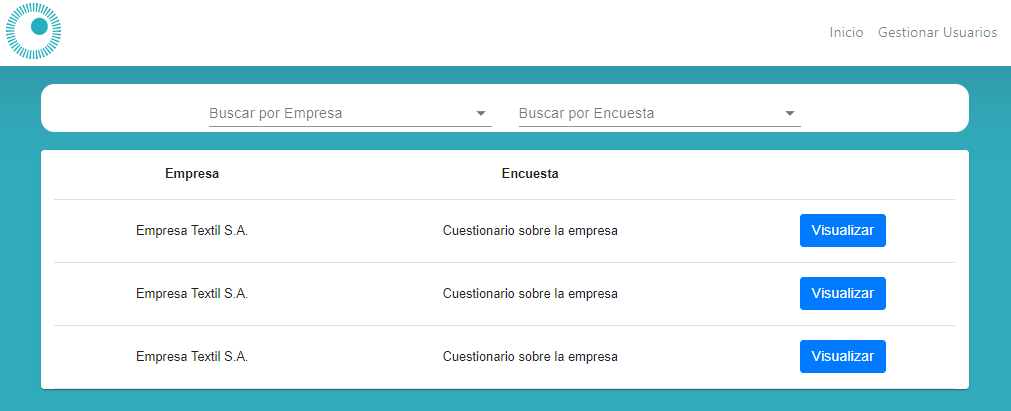 Inicio Gestionar Usuarios
Buscar por Empresa Buscar por Encuesta
Empresa Encuesta
Empresa Textil S.A. Cuestionario sobre la empresa Visualizar
Empresa Textil S.A. Cuestionario sobre la empresa Visualizar
Empresa Textil S.A. Cuestionario sobre la empresa Visualizar